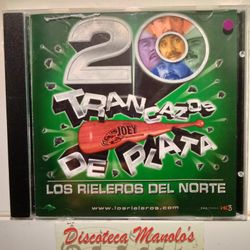 20
TRANCAZOS
JOEY
DE PLATA
LOS RIELEROS DEL NORTE
www.losrieleros.com
Discoteca Manolo's